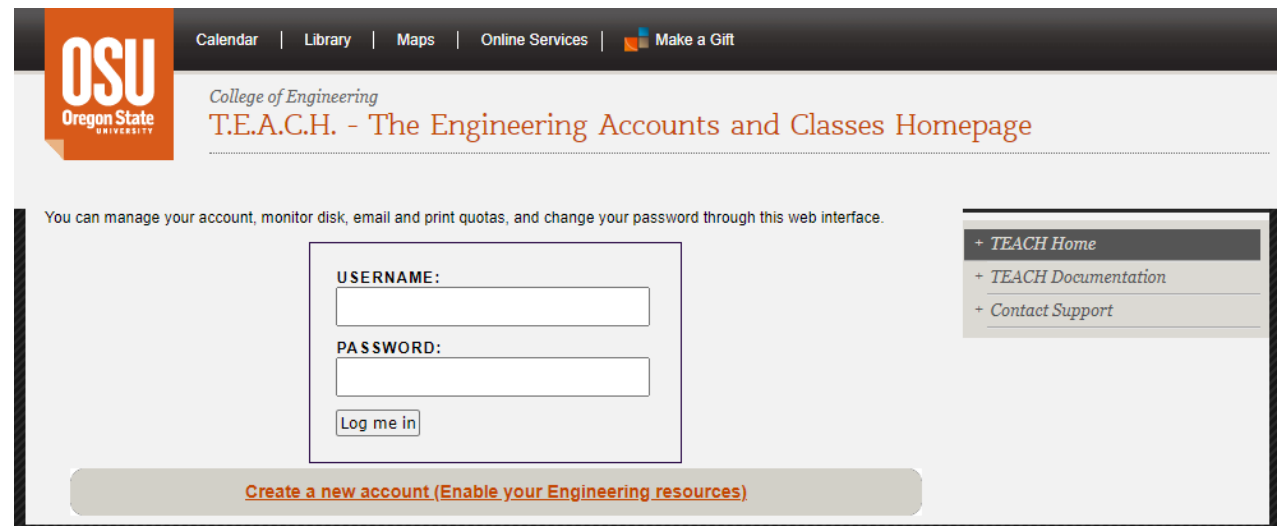 Calendar | Library | Maps | Online Services | Make a Gift
OSU
Oregon State
UNIVERSITY
College of Engineering
T.E.A.C.H. - The Engineering Accounts and Classes Homepage
You can manage your account, monitor disk, email and print quotas, and change your password through this web interface.
USERNAME:
PASSWORD:
Log me in
Create a new account (Enable your Engineering resources)
+ TEACH Home
+ TEACH Documentation
+ Contact Support